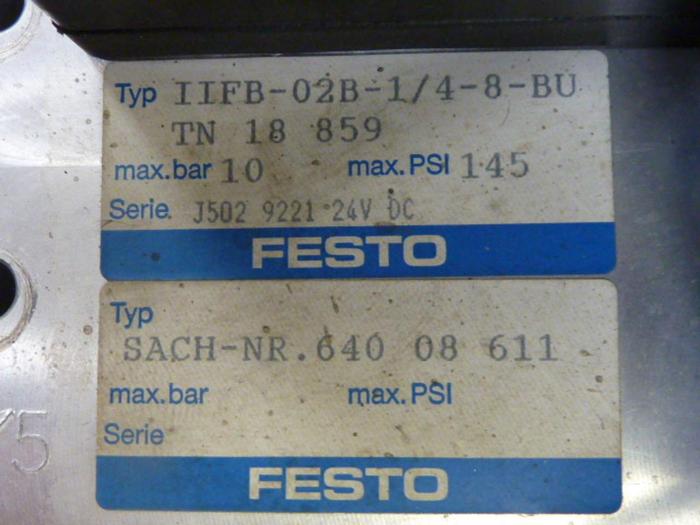 Typ IIFB-02B-1/4-8-BU
TN 18 859
max.bar 10 max.PSI 145
Serie J502 9221 24V DC
FESTO
Typ
SACH-NR.640 08 611
max.bar max.PSI
Serie
FESTO